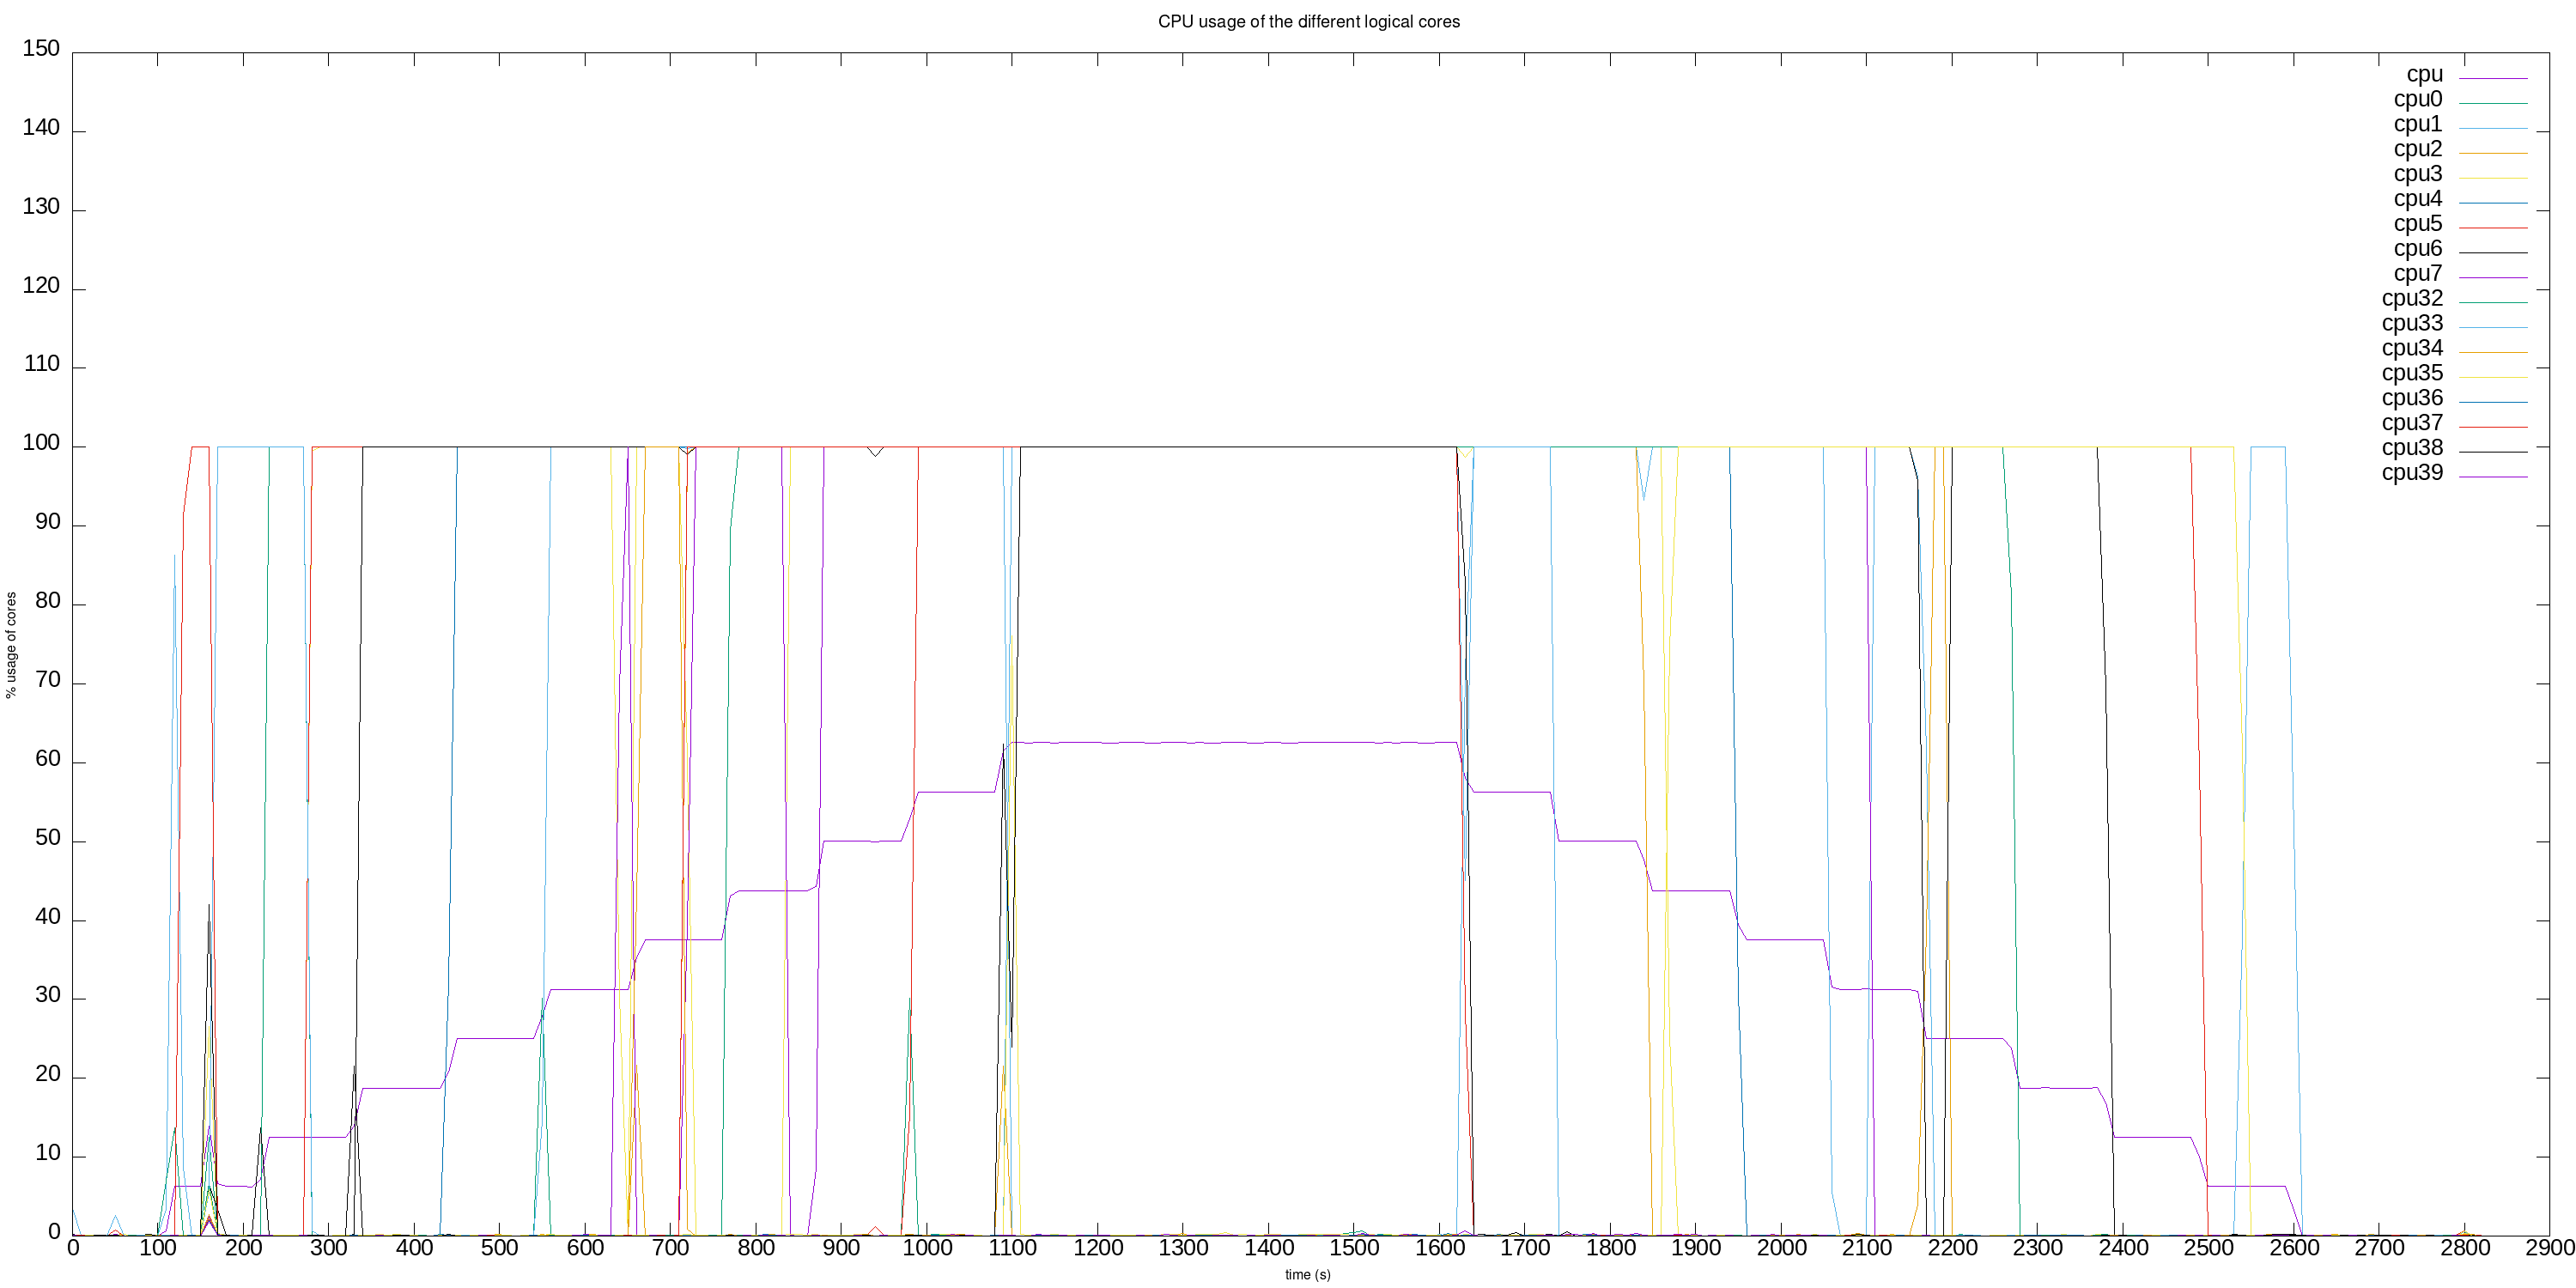 CPU usage of the different logical cores
150
140
130
120
110
100
90
80
70
60
50
40
30
20
10
0
% usage of cores
cpu
cpu0
cpu1
cpu2
cpu3
cpu4
cpu5
cpu6
cpu7
cpu32
cpu33
cpu34
cpu35
cpu36
cpu37
cpu38
cpu39
0 100 200 300 400 500 600 700 800 900 1000 1100 1200 1300 1400 1500 1600 1700 1800 1900 2000 2100 2200 2300 2400 2500 2600 2700 2800 2900
time (s)